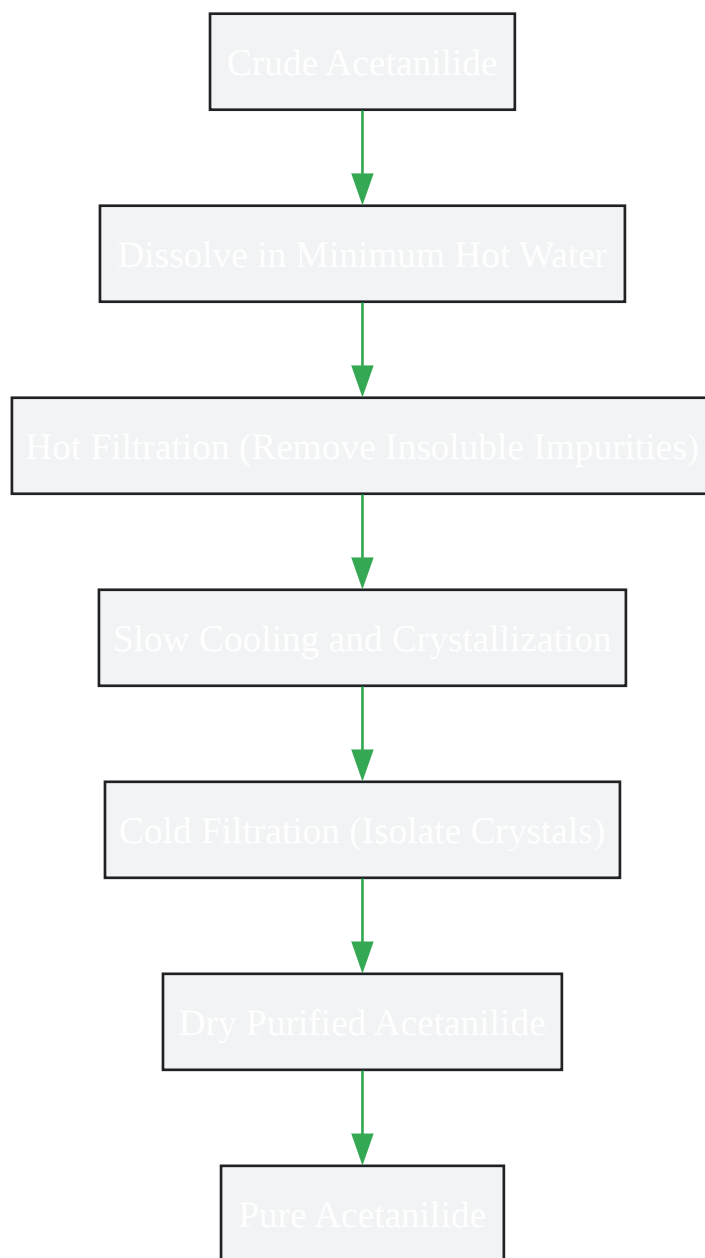 Crude Acetanilide
Dissolve in Minimum Hot Water
Hot Filtration (Remove Insoluble Impurities)
Slow Cooling and Crystallization
Cold Filtration (Isolate Crystals)
Dry Purified Acetanilide
Pure Acetanilide